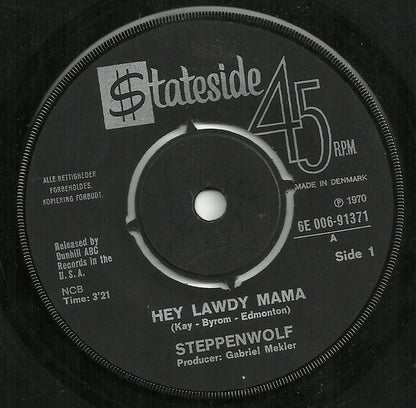 $tateside
45
R.P.M.
ALLE RETTIGHEDER
FORBEHOLDES.
KOPIERING FORBUDT.
MADE IN DENMARK
℗ 1970
6E 006-91371
A
Side 1
Released by
Dunhill ABC
Records in the
U.S.A.
NCB
Time: 3'21
HEY LAWDY MAMA
(Kay - Byrom - Edmonton)
STEPPENWOLF
Producer: Gabriel Mekler